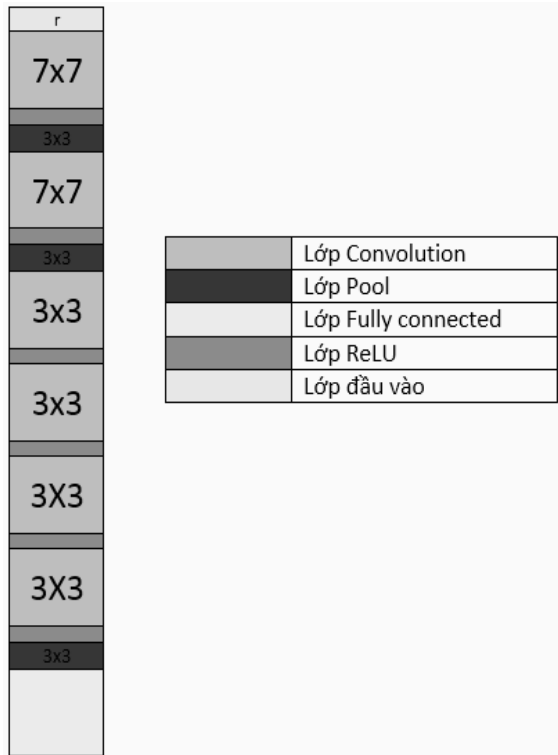 r
7x7
3x3
7x7
3x3
3x3
3x3
3X3
3X3
3x3
Lớp Convolution
Lớp Pool
Lớp Fully connected
Lớp ReLU
Lớp đầu vào